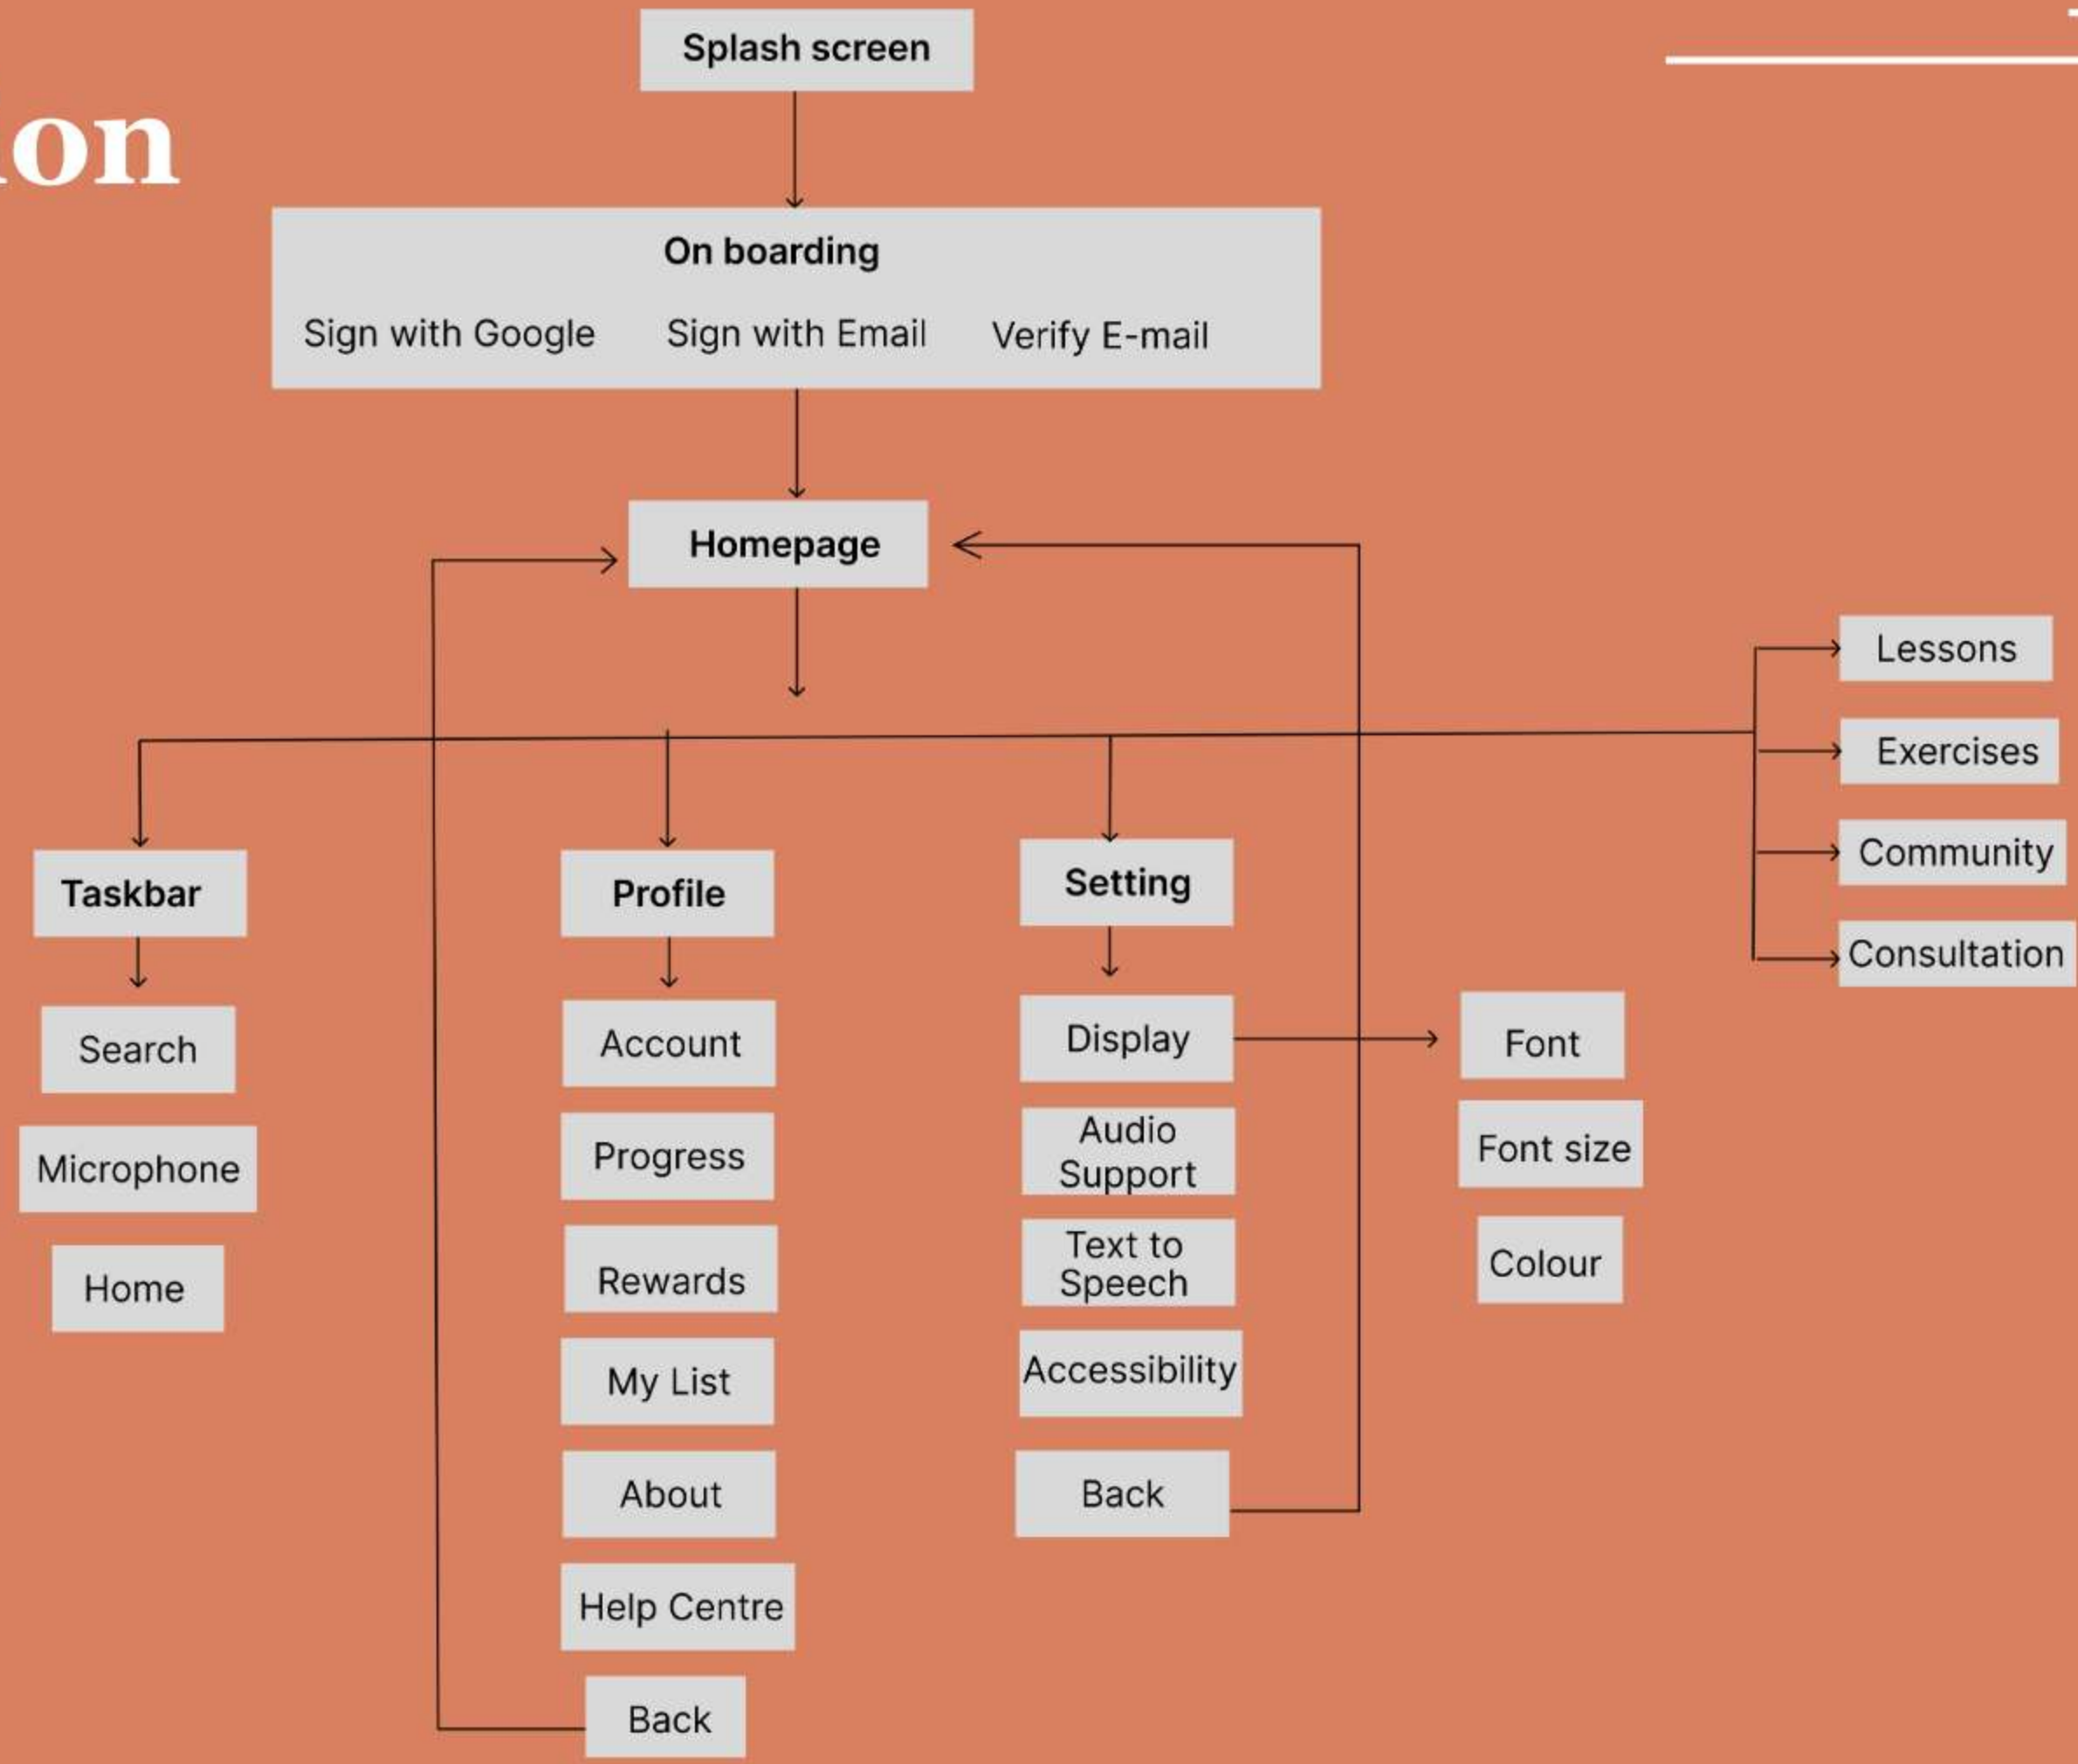 Splash screen
on
On boarding
Sign with Google
Sign with Email
Verify E-mail
Homepage
Lessons
Exercises
Community
Consultation
Taskbar
Search
Microphone
Home
Profile
Account
Progress
Rewards
My List
About
Help Centre
Back
Setting
Display
Audio
Support
Text to
Speech
Accessibility
Back
Font
Font size
Colour